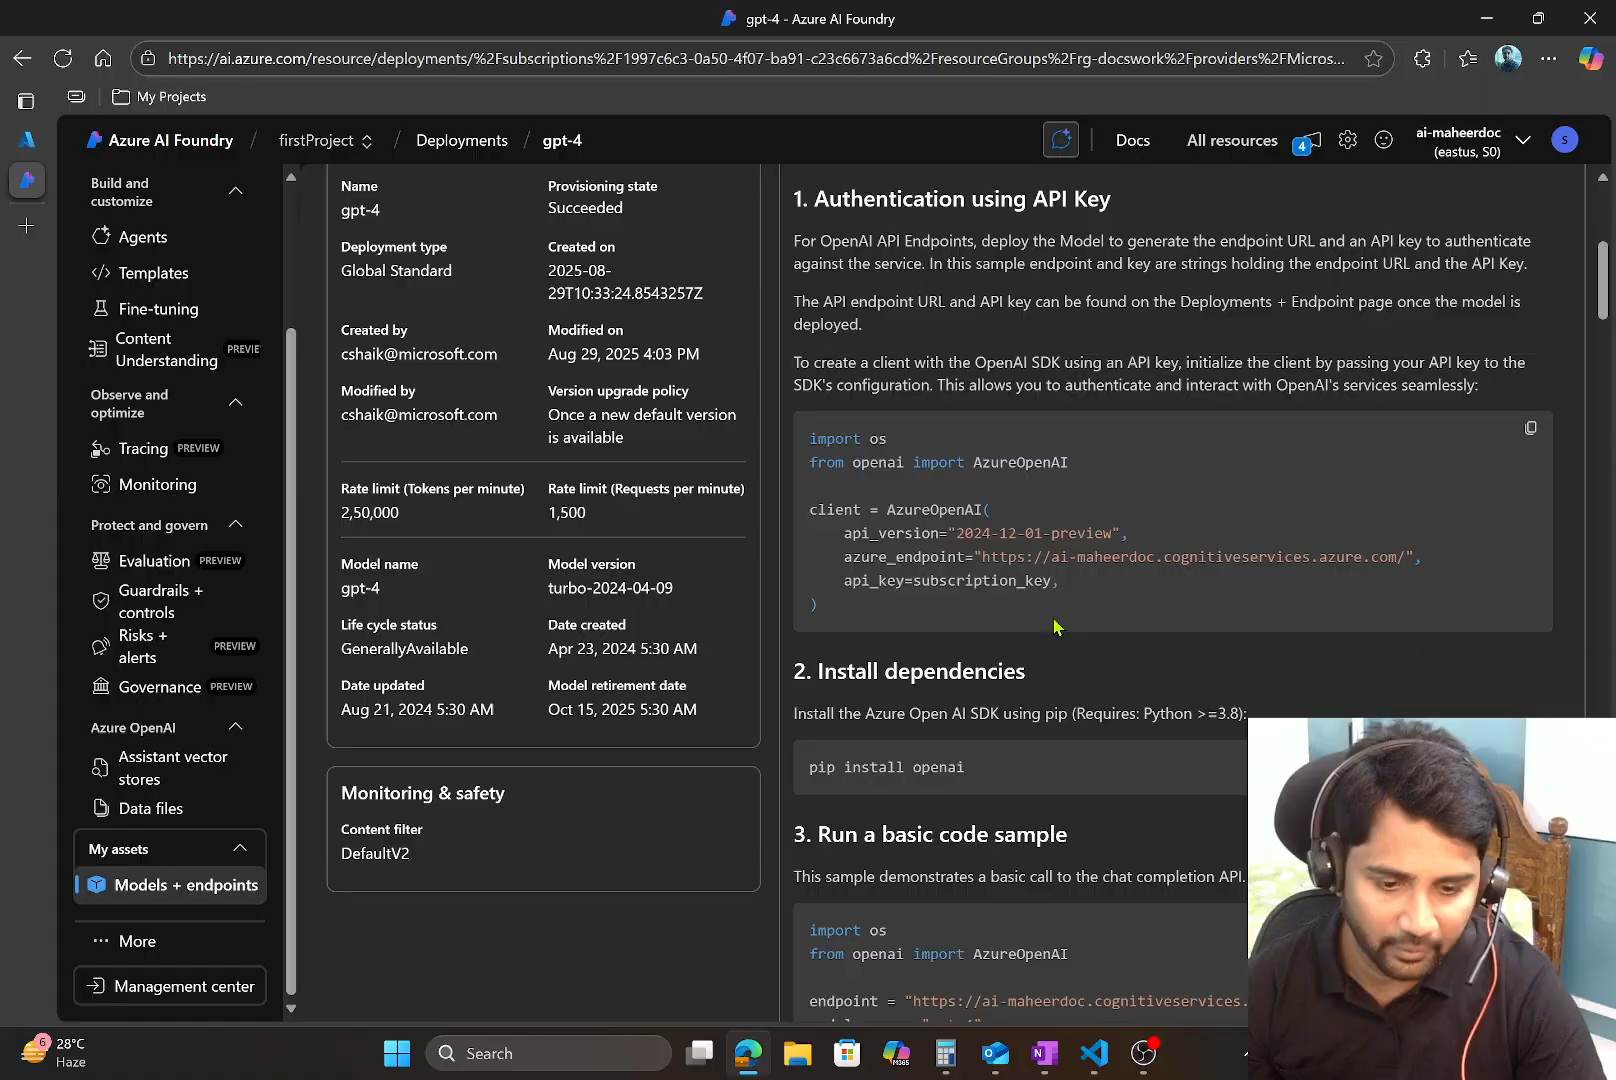 gpt-4 - Azure AI Foundry
https://ai.azure.com/resource/deployments/%2Fsubscriptions%2F1997c6c3-0a50-4f07-ba91-c23c6673a6cd%2FresourceGroups%2Frg-docswork%2Fproviders%2FMicros...
My Projects
Azure AI Foundry / firstProject / Deployments / gpt-4
Docs
All resources
4
ai-maheerdoc
(eastus, S0)
S
Build and
customize
Agents
Templates
Fine-tuning
Content
Understanding PREVIE
Observe and
optimize
Tracing PREVIEW
Monitoring
Protect and govern
Evaluation PREVIEW
Guardrails +
controls
Risks +
alerts PREVIEW
Governance PREVIEW
Azure OpenAI
Assistant vector
stores
Data files
My assets
Models + endpoints
More
Management center
Name
gpt-4
Provisioning state
Succeeded
Deployment type
Global Standard
Created on
2025-08-
29T10:33:24.8543257Z
Created by
cshaik@microsoft.com
Modified on
Aug 29, 2025 4:03 PM
Modified by
cshaik@microsoft.com
Version upgrade policy
Once a new default version
is available
Rate limit (Tokens per minute)
2,50,000
Rate limit (Requests per minute)
1,500
Model name
gpt-4
Model version
turbo-2024-04-09
Life cycle status
GenerallyAvailable
Date created
Apr 23, 2024 5:30 AM
Date updated
Aug 21, 2024 5:30 AM
Model retirement date
Oct 15, 2025 5:30 AM
Monitoring & safety
Content filter
DefaultV2
1. Authentication using API Key
For OpenAI API Endpoints, deploy the Model to generate the endpoint URL and an API key to authenticate
against the service. In this sample endpoint and key are strings holding the endpoint URL and the API Key.
The API endpoint URL and API key can be found on the Deployments + Endpoint page once the model is
deployed.
To create a client with the OpenAI SDK using an API key, initialize the client by passing your API key to the
SDK's configuration. This allows you to authenticate and interact with OpenAI's services seamlessly:
import os
from openai import AzureOpenAI
client = AzureOpenAI(
api_version="2024-12-01-preview",
azure_endpoint="https://ai-maheerdoc.cognitiveservices.azure.com/",
api_key=subscription_key,
)
2. Install dependencies
Install the Azure Open AI SDK using pip (Requires: Python >=3.8):
pip install openai
3. Run a basic code sample
This sample demonstrates a basic call to the chat completion API.
import os
from openai import AzureOpenAI
endpoint = "https://ai-maheerdoc.cognitiveservices.
6
28°C
Haze
Search
M365